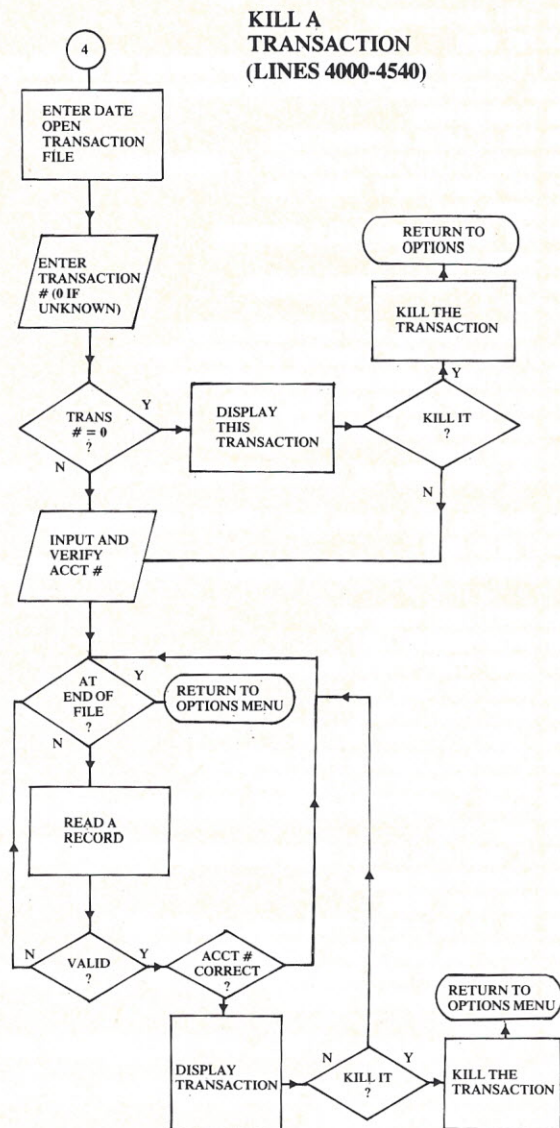 KILL A
TRANSACTION
(LINES 4000-4540)
4
ENTER DATE
OPEN
TRANSACTION
FILE
ENTER
TRANSACTION
# (0 IF
UNKNOWN)
TRANS
# = 0
?
Y
N
DISPLAY
THIS
TRANSACTION
KILL IT
?
Y
N
KILL THE
TRANSACTION
RETURN TO
OPTIONS
INPUT AND
VERIFY
ACCT #
AT
END OF
FILE
?
Y
N
RETURN TO
OPTIONS MENU
READ A
RECORD
VALID
?
N
Y
ACCT #
CORRECT
?
DISPLAY
TRANSACTION
KILL IT
?
N
Y
KILL THE
TRANSACTION
RETURN TO
OPTIONS MENU